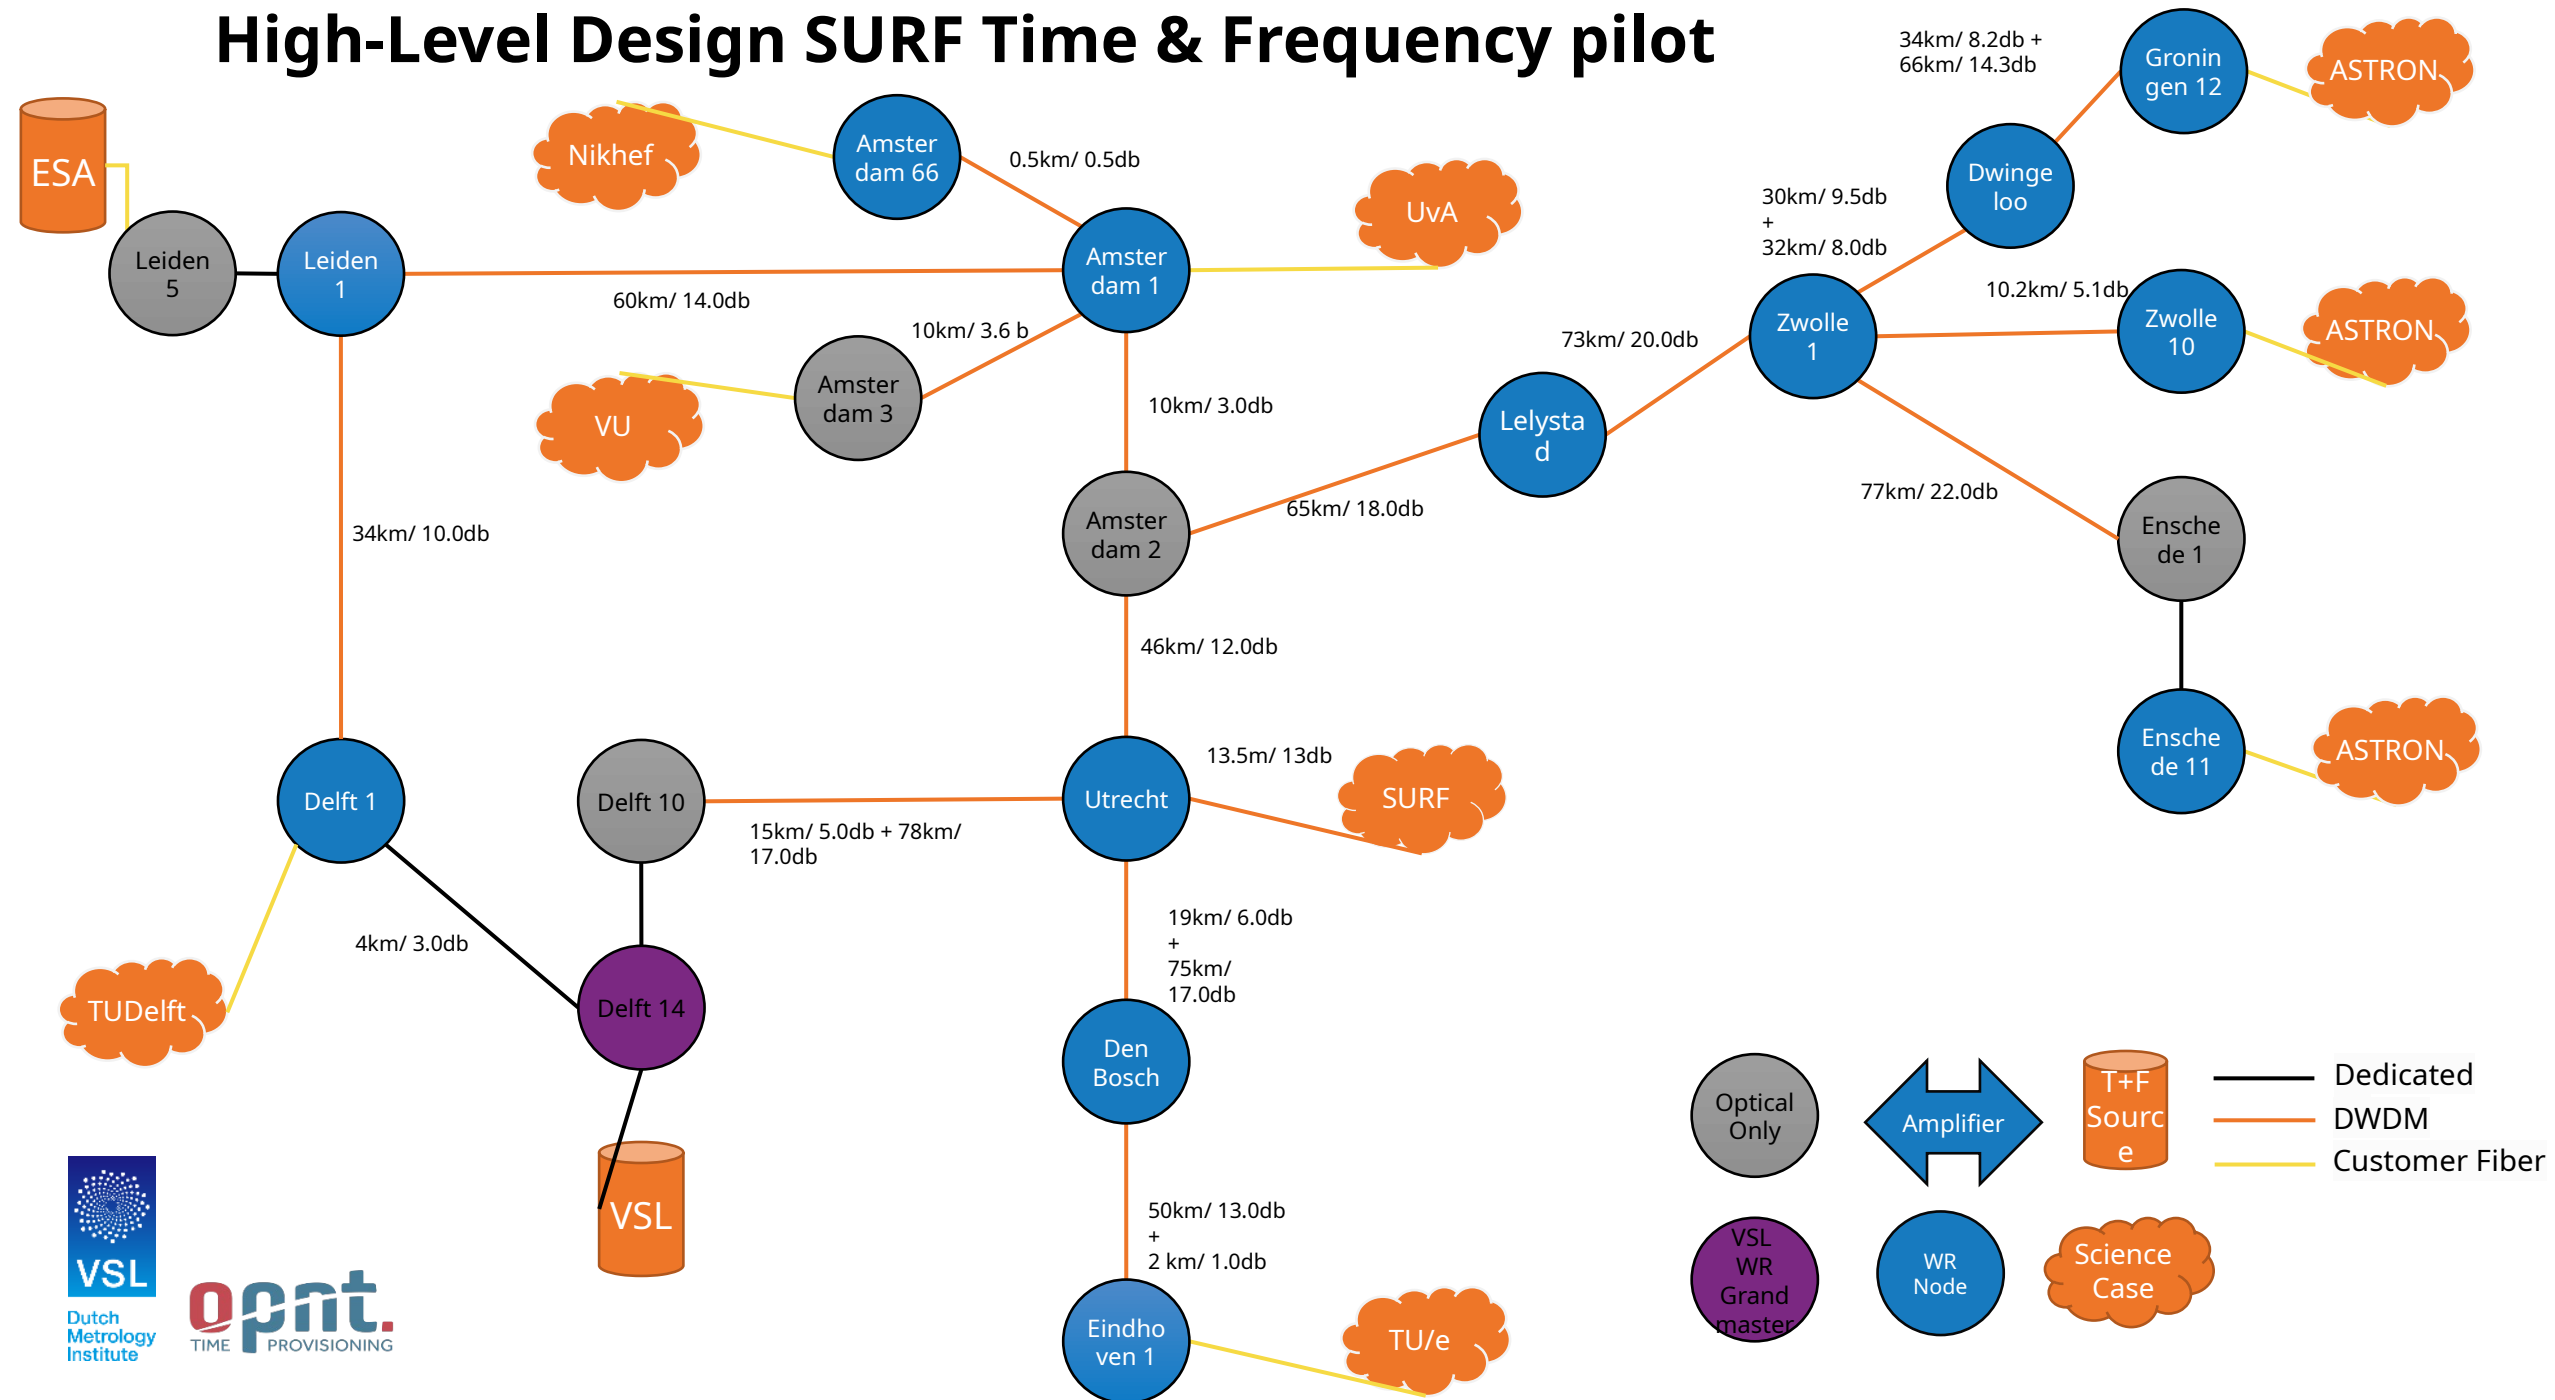 High-Level Design SURF Time & Frequency pilot
34km/ 8.2db +
66km/ 14.3db
Gronin
gen 12
ASTRON
ESA
Nikhef
Amster
dam 66
0.5km/ 0.5db
UvA
Dwinge
loo
30km/ 9.5db
+
32km/ 8.0db
Leiden
5
Leiden
1
60km/ 14.0db
Amster
dam 1
10km/ 3.6 b
VU
Amster
dam 3
10km/ 3.0db
73km/ 20.0db
Zwolle
1
10.2km/ 5.1db
Zwolle
10
ASTRON
Lelysta
d
65km/ 18.0db
77km/ 22.0db
Amster
dam 2
Ensche
de 1
34km/ 10.0db
46km/ 12.0db
Delft 1
Delft 10
15km/ 5.0db + 78km/
17.0db
Utrecht
13.5m/ 13db
SURF
Ensche
de 11
ASTRON
4km/ 3.0db
19km/ 6.0db
+
75km/
17.0db
TUDelft
Delft 14
Den
Bosch
VSL
50km/ 13.0db
+
2 km/ 1.0db
Eindho
ven 1
TU/e
VSL
Dutch
Metrology
Institute
opnt.
TIME PROVISIONING
Optical
Only
Amplifier
T+F
Sourc
e
Dedicated
DWDM
Customer Fiber
VSL
WR
Grand
master
WR
Node
Science
Case